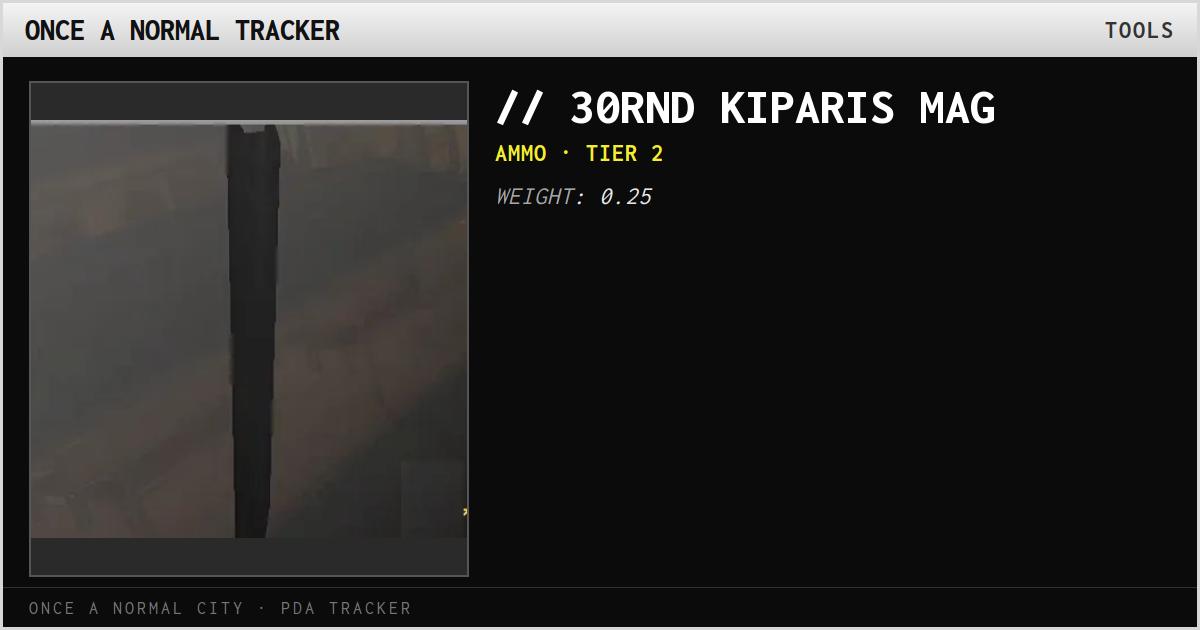 ONCE A NORMAL TRACKER
TOOLS
// 30RND KIPARIS MAG
AMMO · TIER 2
WEIGHT: 0.25
ONCE A NORMAL CITY · PDA TRACKER